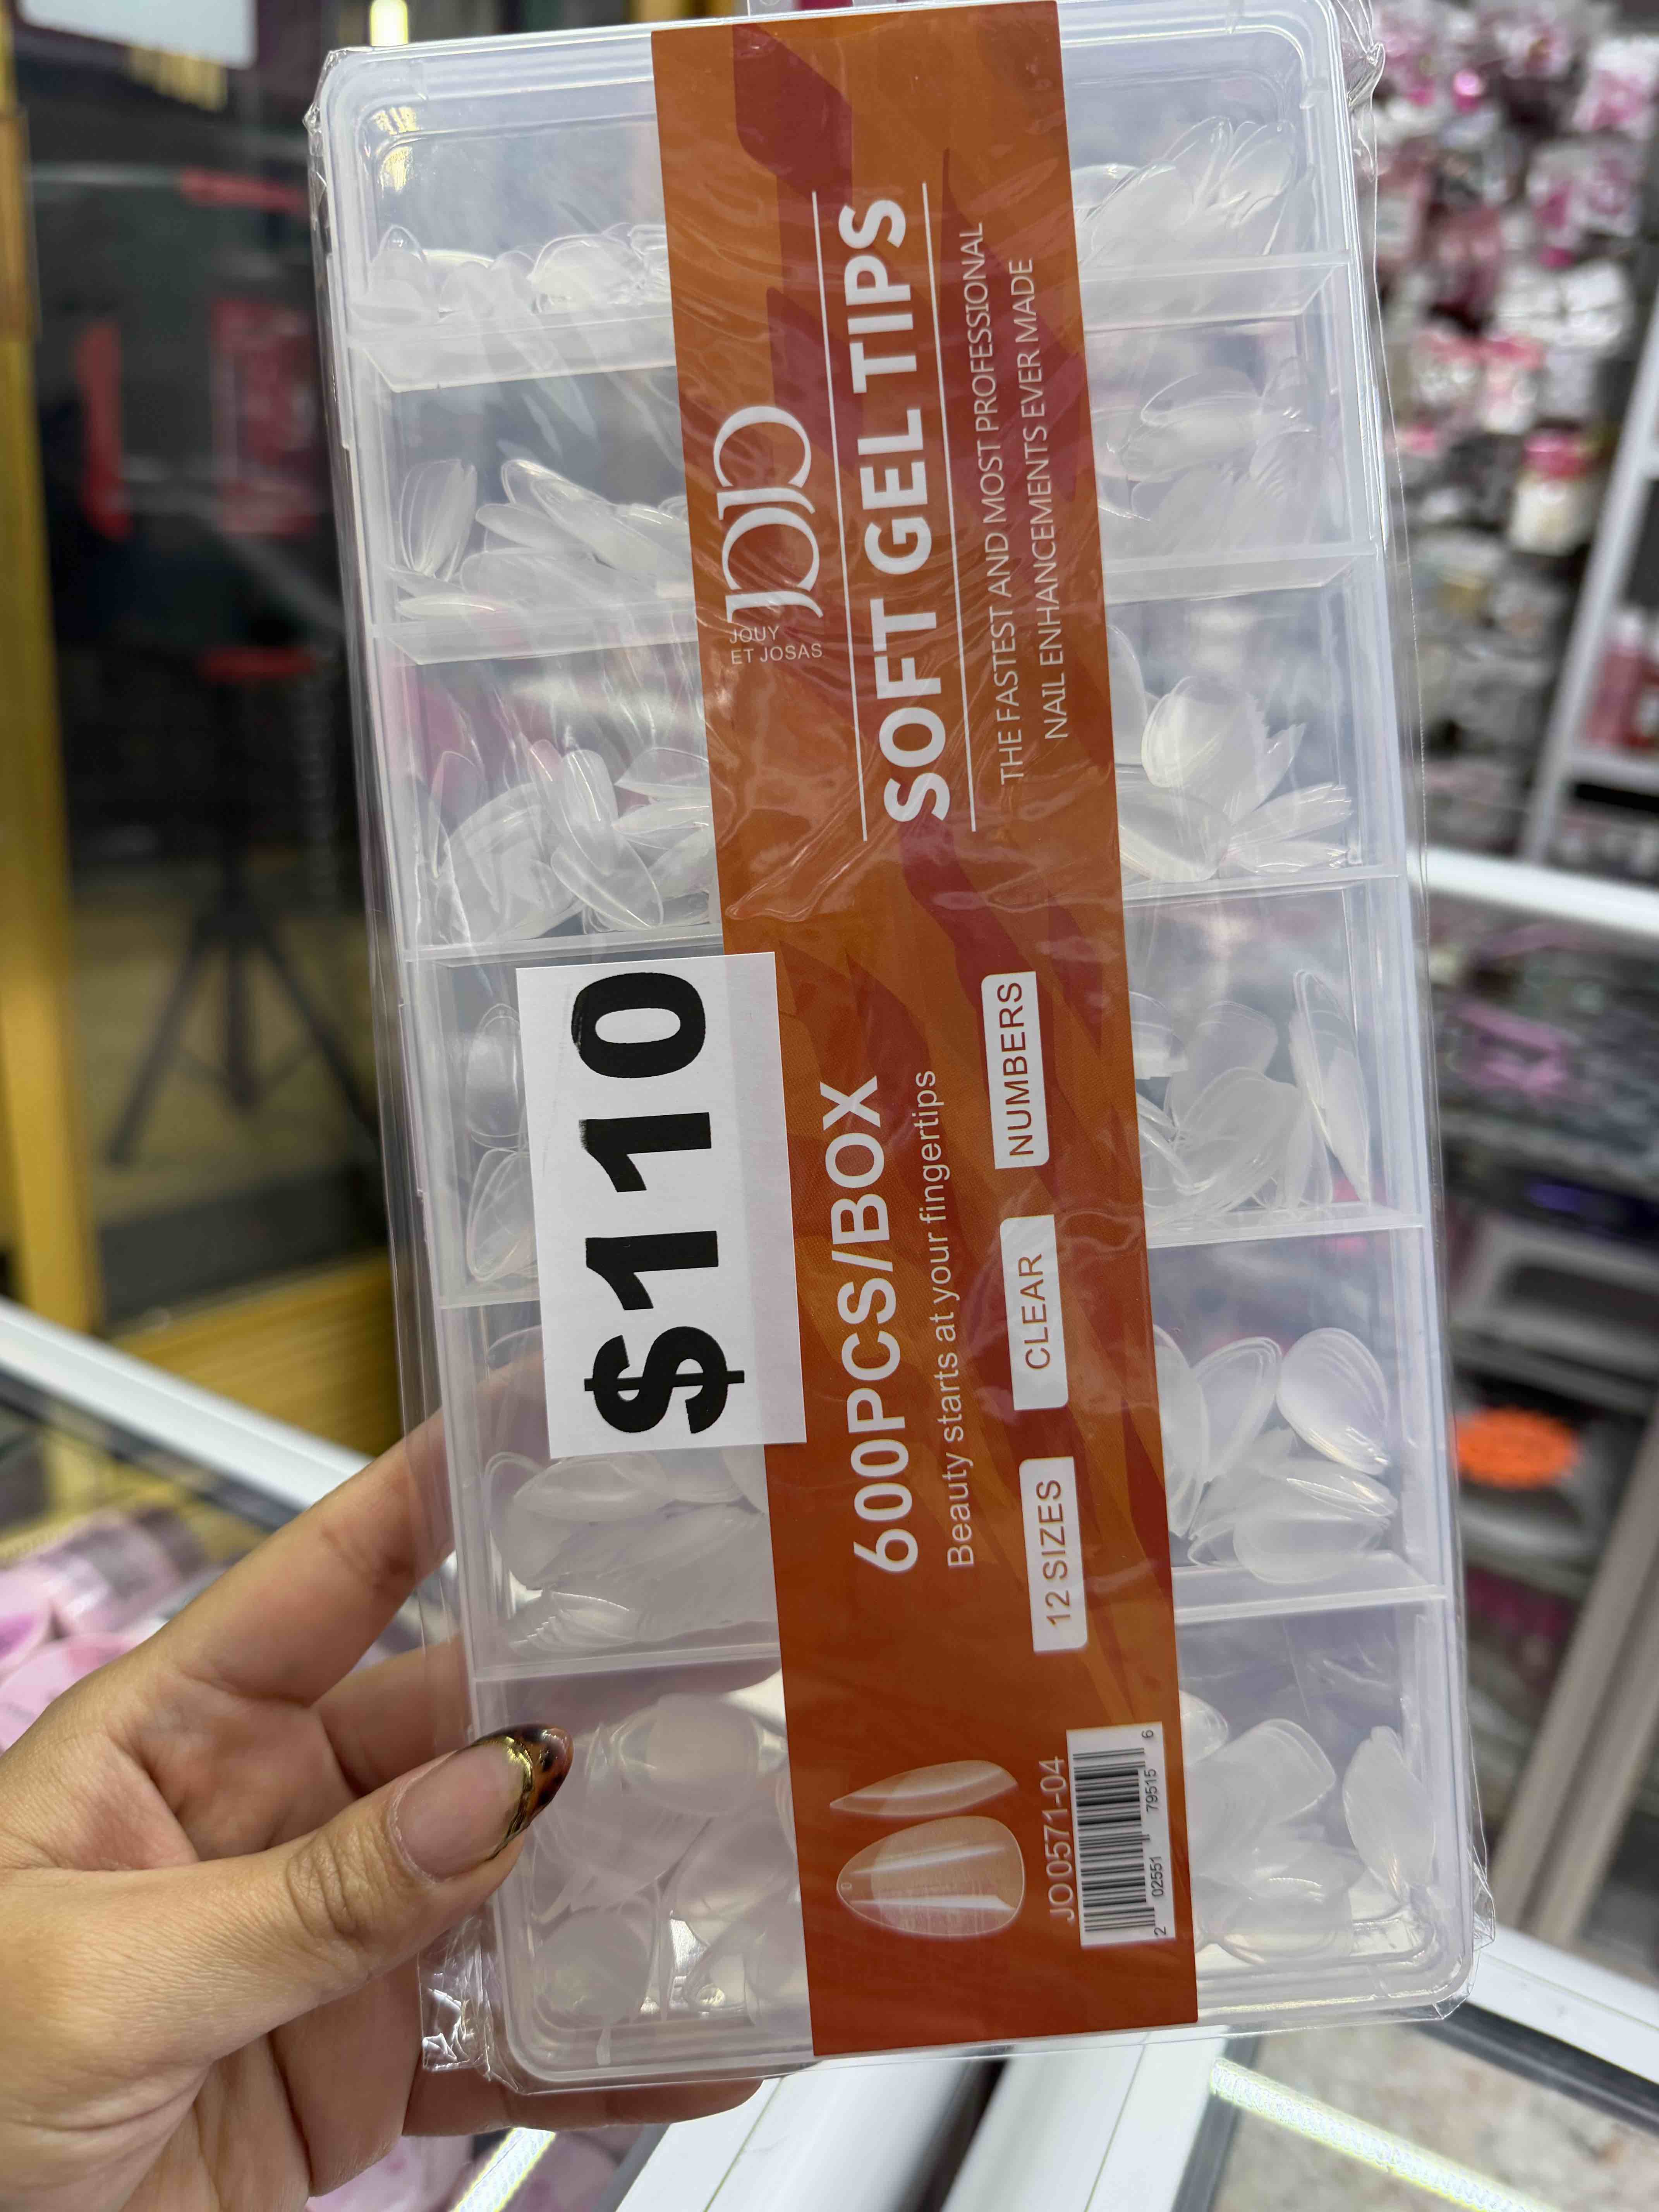 JOJO
JOUY
ET JOSAS
SOFT GEL TIPS
THE FASTEST AND MOST PROFESSIONAL
NAIL ENHANCEMENTS EVER MADE
$110
600PCS/BOX
Beauty starts at your fingertips
12 SIZES
CLEAR
NUMBERS
JO0571-04
2 02551 79515 6